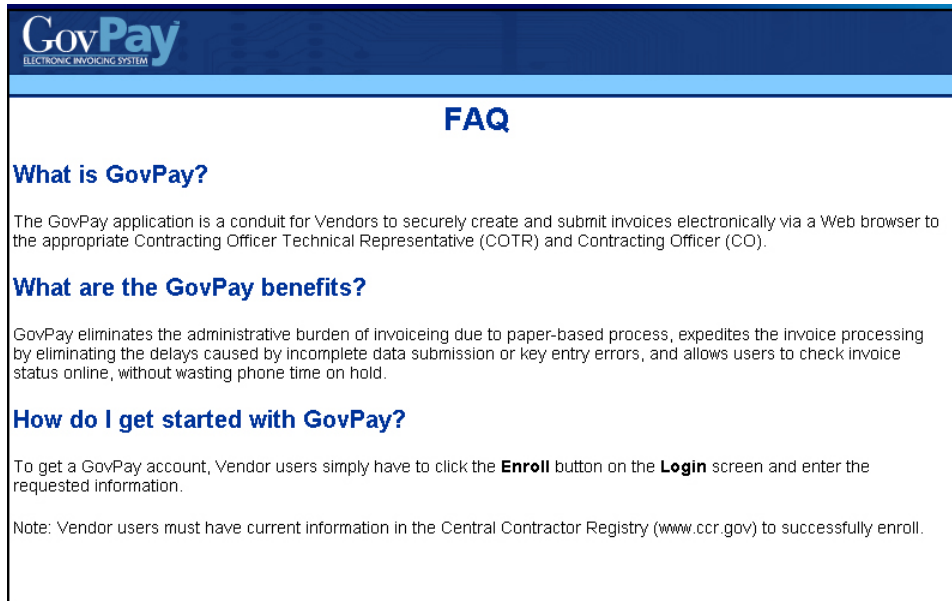 GovPay
ELECTRONIC INVOICING SYSTEM
FAQ
What is GovPay?
The GovPay application is a conduit for Vendors to securely create and submit invoices electronically via a Web browser to
the appropriate Contracting Officer Technical Representative (COTR) and Contracting Officer (CO).
What are the GovPay benefits?
GovPay eliminates the administrative burden of invoiceing due to paper-based process, expedites the invoice processing
by eliminating the delays caused by incomplete data submission or key entry errors, and allows users to check invoice
status online, without wasting phone time on hold.
How do I get started with GovPay?
To get a GovPay account, Vendor users simply have to click the Enroll button on the Login screen and enter the
requested information.
Note: Vendor users must have current information in the Central Contractor Registry (www.ccr.gov) to successfully enroll.